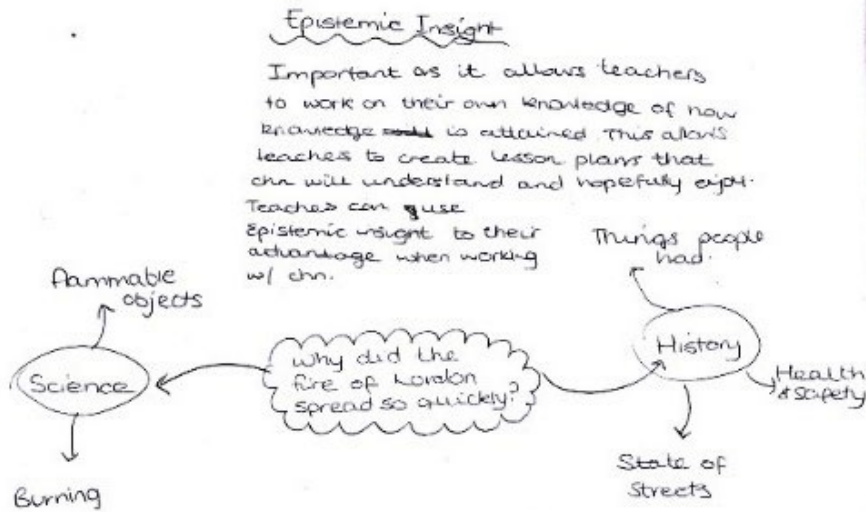 Epistemic Insight
Important as it allows teachers
to work on their own knowledge of how
knowledge is attained. This allows
teaches to create lesson plans that
chn will understand and hopefully enjoy.
Teaches can use
Epistemic insight to their
advantage when working
w/ chn.
Things people
had.
flammable
objects
Science
Why did the
fire of London
spread so quickly?
History
Health
& Safety
Burning
State of
Streets